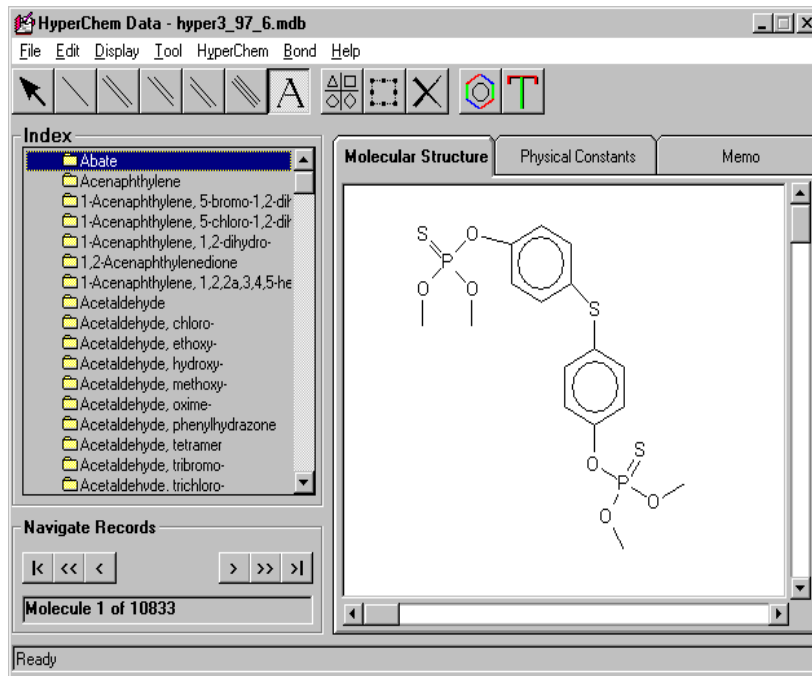 HyperChem Data - hyper3_97_6.mdb
File Edit Display Tool HyperChem Bond Help
A
Index
Abate
Acenaphthylene
1-Acenaphthylene, 5-bromo-1,2-dih
1-Acenaphthylene, 5-chloro-1,2-dih
1-Acenaphthylene, 1,2-dihydro-
1,2-Acenaphthylenedione
1-Acenaphthylene, 1,2,2a,3,4,5-he
Acetaldehyde
Acetaldehyde, chloro-
Acetaldehyde, ethoxy-
Acetaldehyde, hydroxy-
Acetaldehyde, methoxy-
Acetaldehyde, oxime-
Acetaldehyde, phenylhydrazone
Acetaldehyde, tetramer
Acetaldehyde, tribromo-
Acetaldehyde, trichloro-
Navigate Records
|< << < > >> >|
Molecule 1 of 10833
Molecular Structure Physical Constants Memo
S O
P
O O
S
S
O P
O
O
Ready